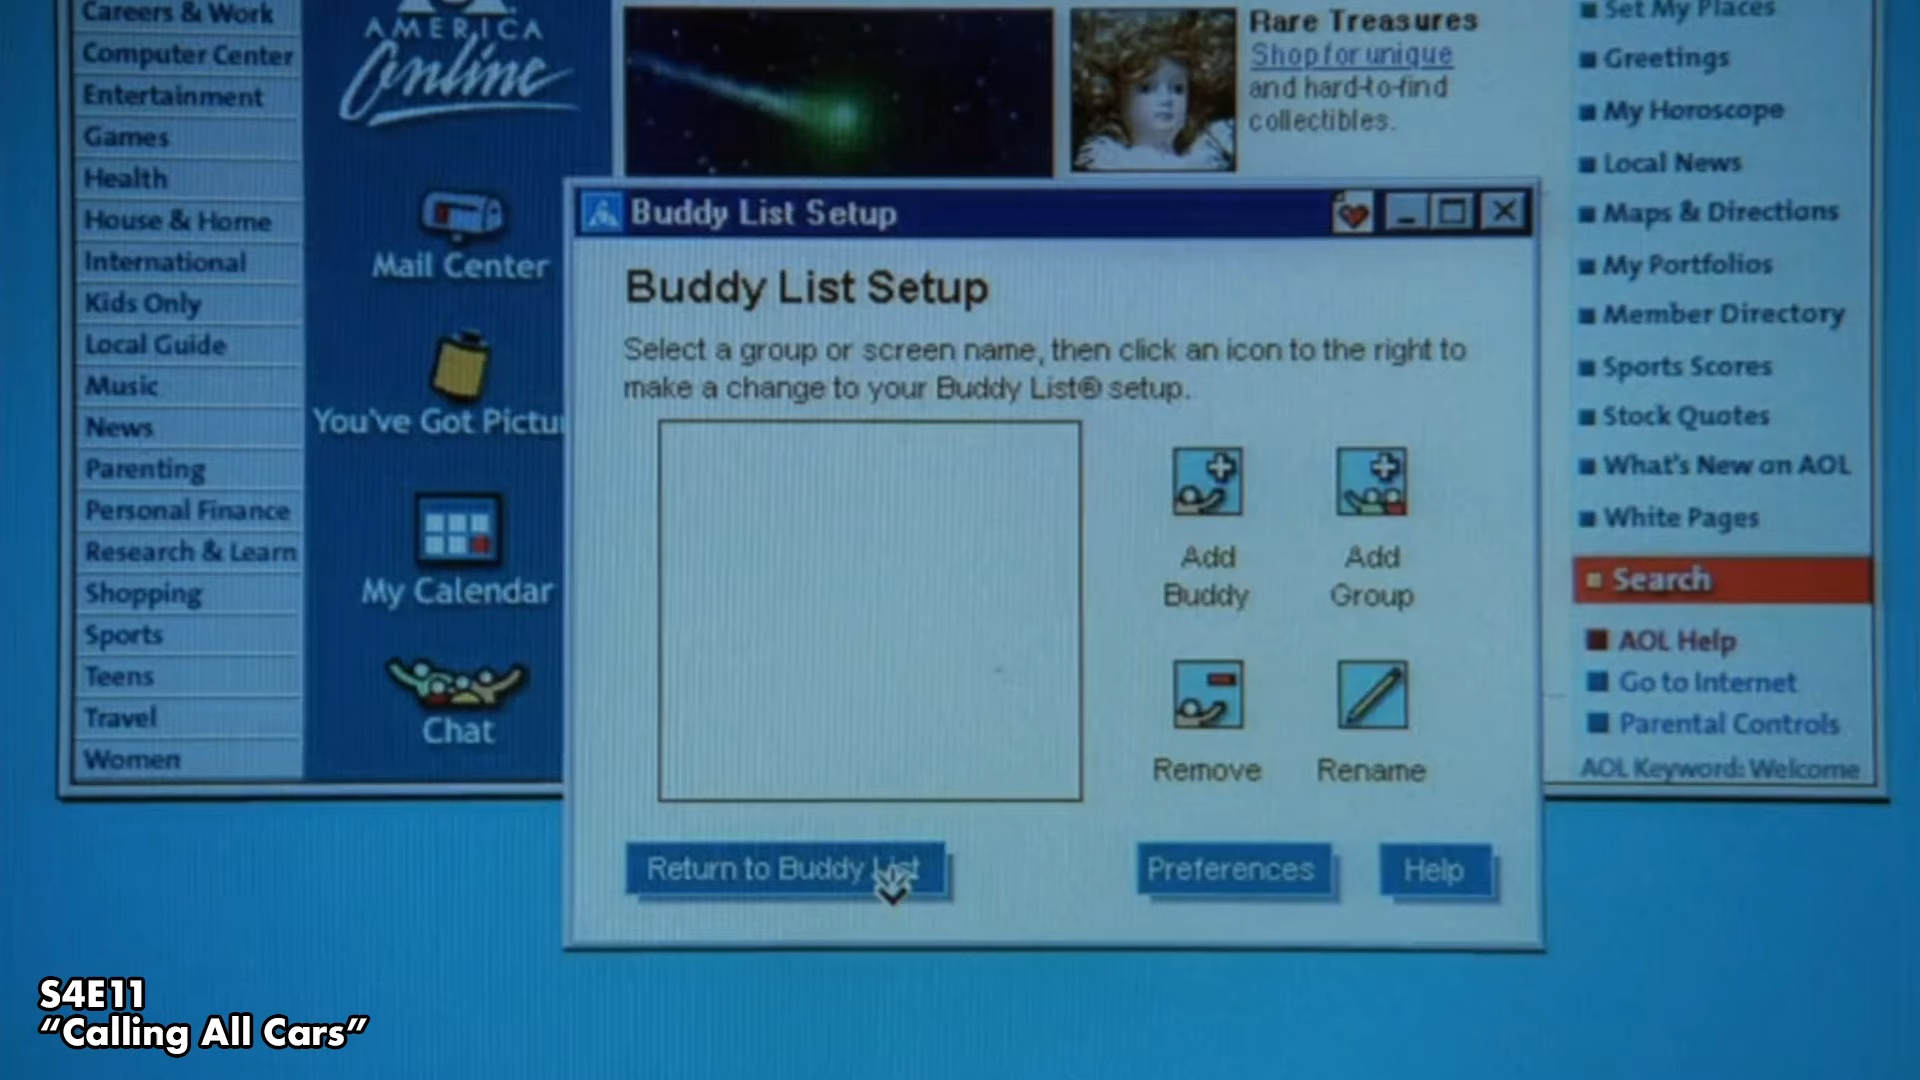 Careers & Work
Computer Center
Entertainment
Games
Health
House & Home
International
Kids Only
Local Guide
Music
News
Parenting
Personal Finance
Research & Learn
Shopping
Sports
Teens
Travel
Women
AMERICA
Online
Mail Center
You've Got Pictu
My Calendar
Chat
Rare Treasures
Shop for unique
and hard-to-find
collectibles.
Buddy List Setup
Buddy List Setup
Select a group or screen name, then click an icon to the right to
make a change to your Buddy List® setup.
Add
Buddy
Add
Group
Remove
Rename
Return to Buddy List
Preferences
Help
Set My Places
Greetings
My Horoscope
Local News
Maps & Directions
My Portfolios
Member Directory
Sports Scores
Stock Quotes
What's New on AOL
White Pages
Search
AOL Help
Go to Internet
Parental Controls
AOL Keyword: Welcome
S4E11
“Calling All Cars”